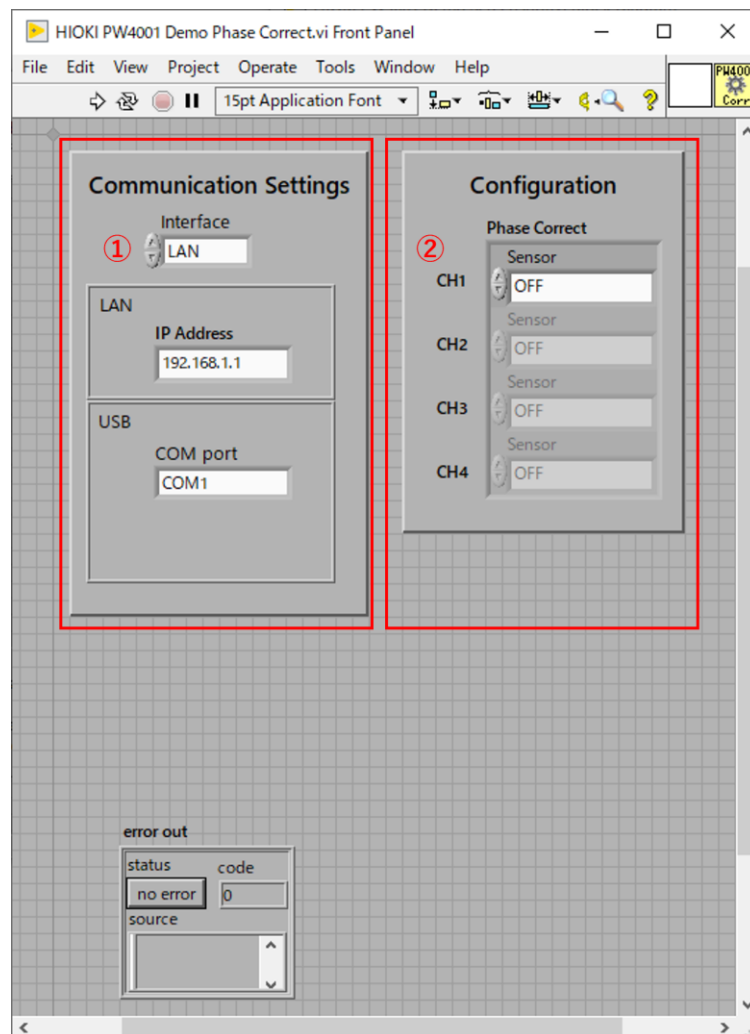 HIOKI PW4001 Demo Phase Correct.vi Front Panel
File Edit View Project Operate Tools Window Help
15pt Application Font
PW400
Corr
Communication Settings
①
Interface
LAN
LAN
IP Address
192.168.1.1
USB
COM port
COM1
Configuration
②
Phase Correct
Sensor
CH1
OFF
Sensor
CH2
OFF
Sensor
CH3
OFF
Sensor
CH4
OFF
error out
status code
no error 0
source